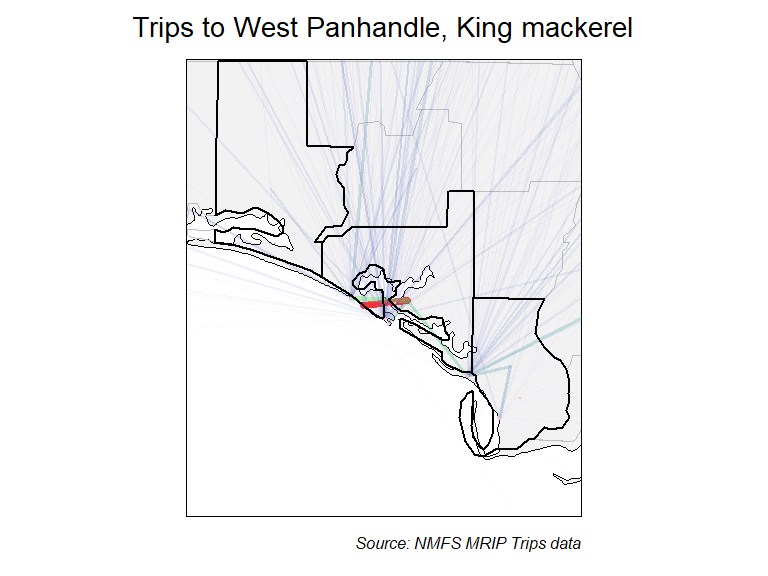 Trips to West Panhandle, King mackerel
Source: NMFS MRIP Trips data